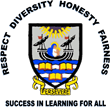 RESPECT DIVERSITY HONESTY FAIRNESS
SUCCESS IN LEARNING FOR ALL